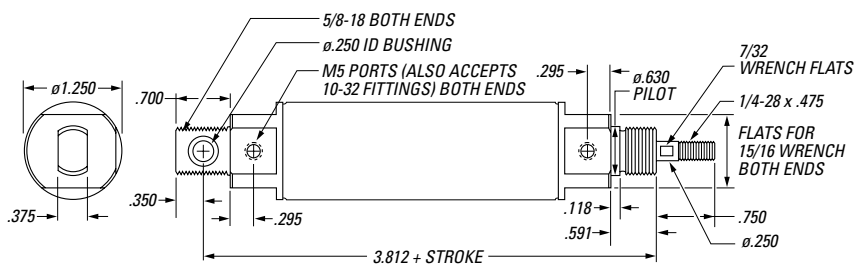 5/8-18 BOTH ENDS
ø.250 ID BUSHING
M5 PORTS (ALSO ACCEPTS
10-32 FITTINGS) BOTH ENDS
.295
ø.630
PILOT
7/32
WRENCH FLATS
1/4-28 x .475
FLATS FOR
15/16 WRENCH
BOTH ENDS
ø1.250
.700
.375
.350
.295
.118
.591
.750
ø.250
3.812 + STROKE